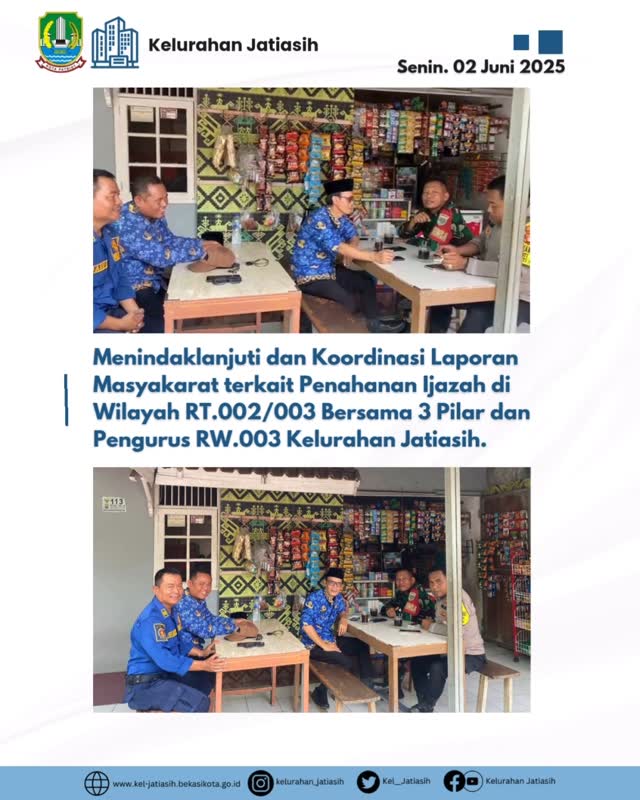 Kelurahan Jatiasih
Senin. 02 Juni 2025
Menindaklanjuti dan Koordinasi Laporan
Masyakarat terkait Penahanan Ijazah di
Wilayah RT.002/003 Bersama 3 Pilar dan
Pengurus RW.003 Kelurahan Jatiasih.
113
www.kel-jatiasih.bekasikota.go.id
kelurahan_jatiasih
Kel__Jatiasih
Kelurahan Jatiasih